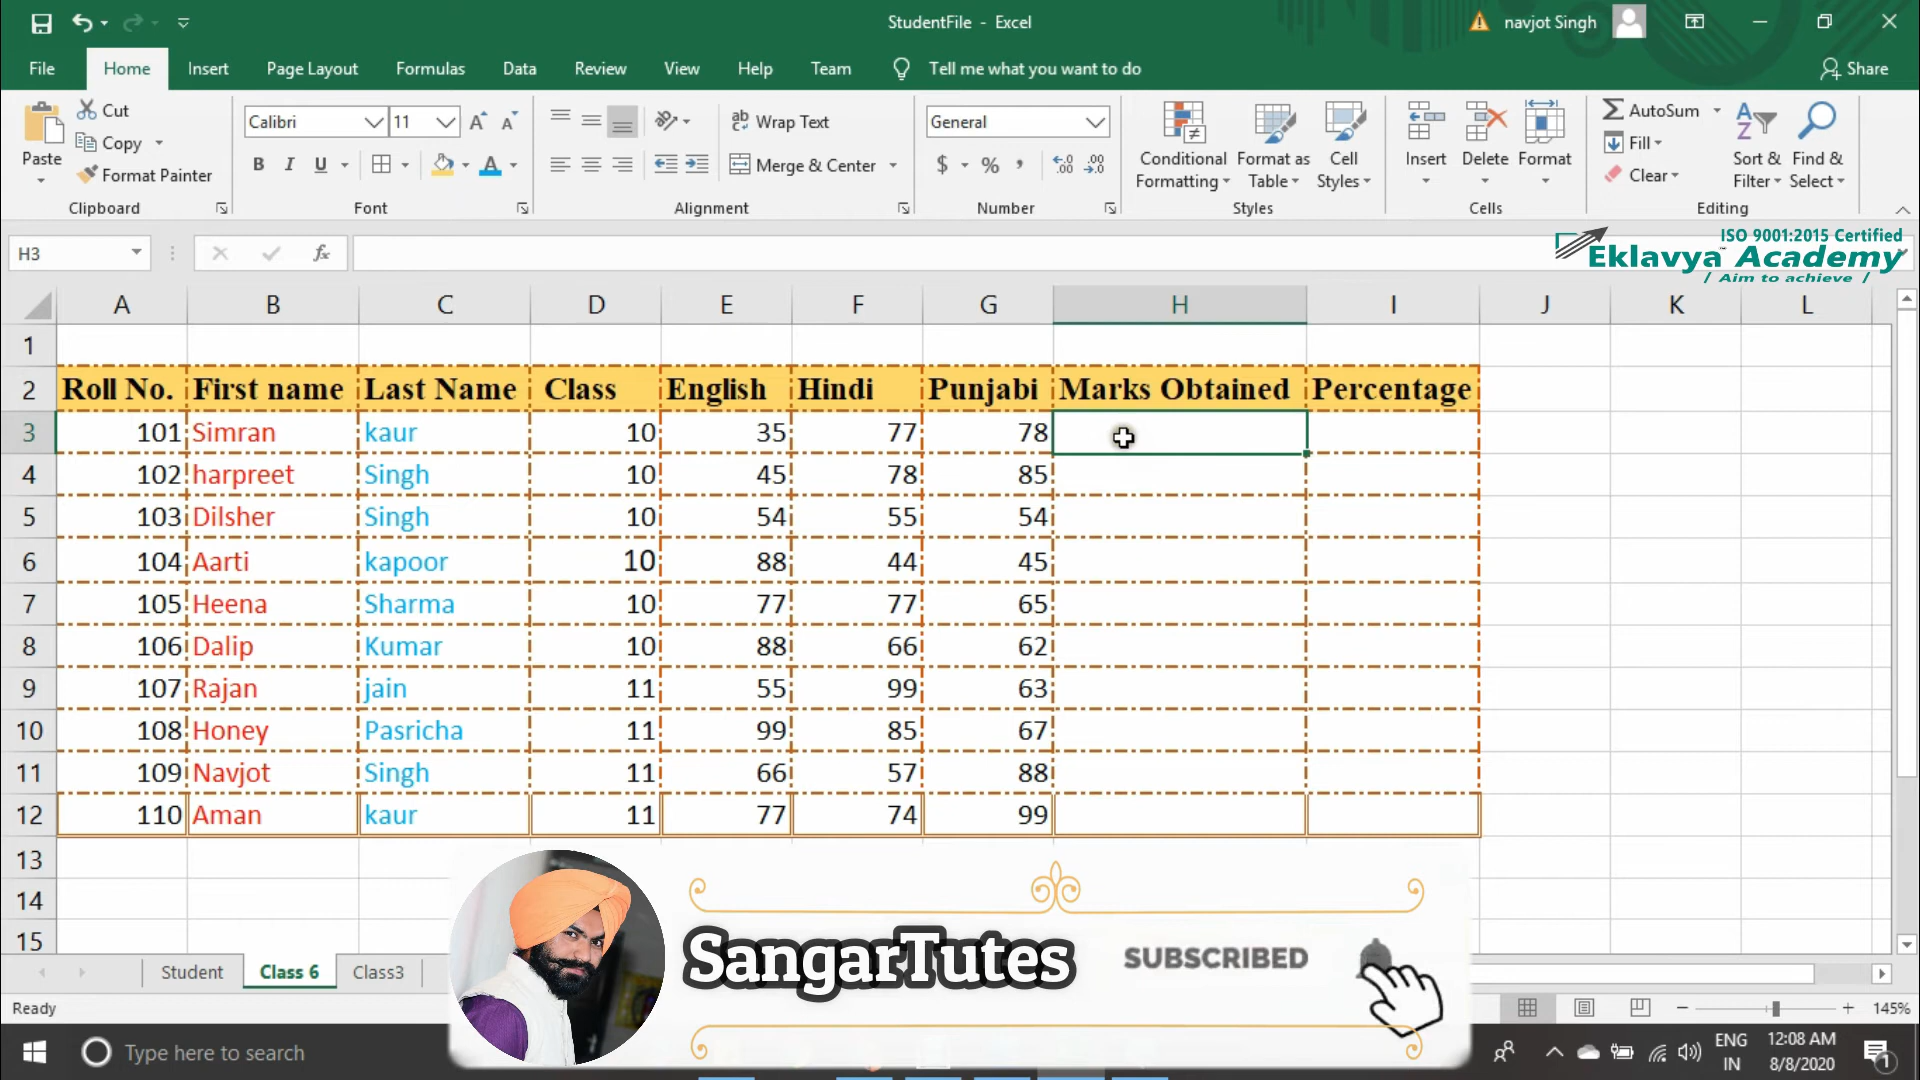 StudentFile - Excel
navjot Singh
File Home Insert Page Layout Formulas Data Review View Help Team Tell me what you want to do Share
Paste
Cut
Copy
Format Painter
Clipboard
Calibri 11
B I U
Font
Wrap Text
Merge & Center
Alignment
General
$ % ,
Number
Conditional Formatting
Format as Table
Cell Styles
Styles
Insert Delete Format
Cells
AutoSum
Fill
Clear
Sort & Filter
Find & Select
Editing
H3
fx
ISO 9001:2015 Certified
Eklavya Academy
/ Aim to achieve /
A B C D E F G H I J K L
1
2 Roll No. First name Last Name Class English Hindi Punjabi Marks Obtained Percentage
3 101 Simran kaur 10 35 77 78
4 102 harpreet Singh 10 45 78 85
5 103 Dilsher Singh 10 54 55 54
6 104 Aarti kapoor 10 88 44 45
7 105 Heena Sharma 10 77 77 65
8 106 Dalip Kumar 10 88 66 62
9 107 Rajan jain 11 55 99 63
10 108 Honey Pasricha 11 99 85 67
11 109 Navjot Singh 11 66 57 88
12 110 Aman kaur 11 77 74 99
13
14
15
SangarTutes
SUBSCRIBED
Student Class 6 Class3
Ready
145%
Type here to search
ENG
IN
12:08 AM
8/8/2020
1